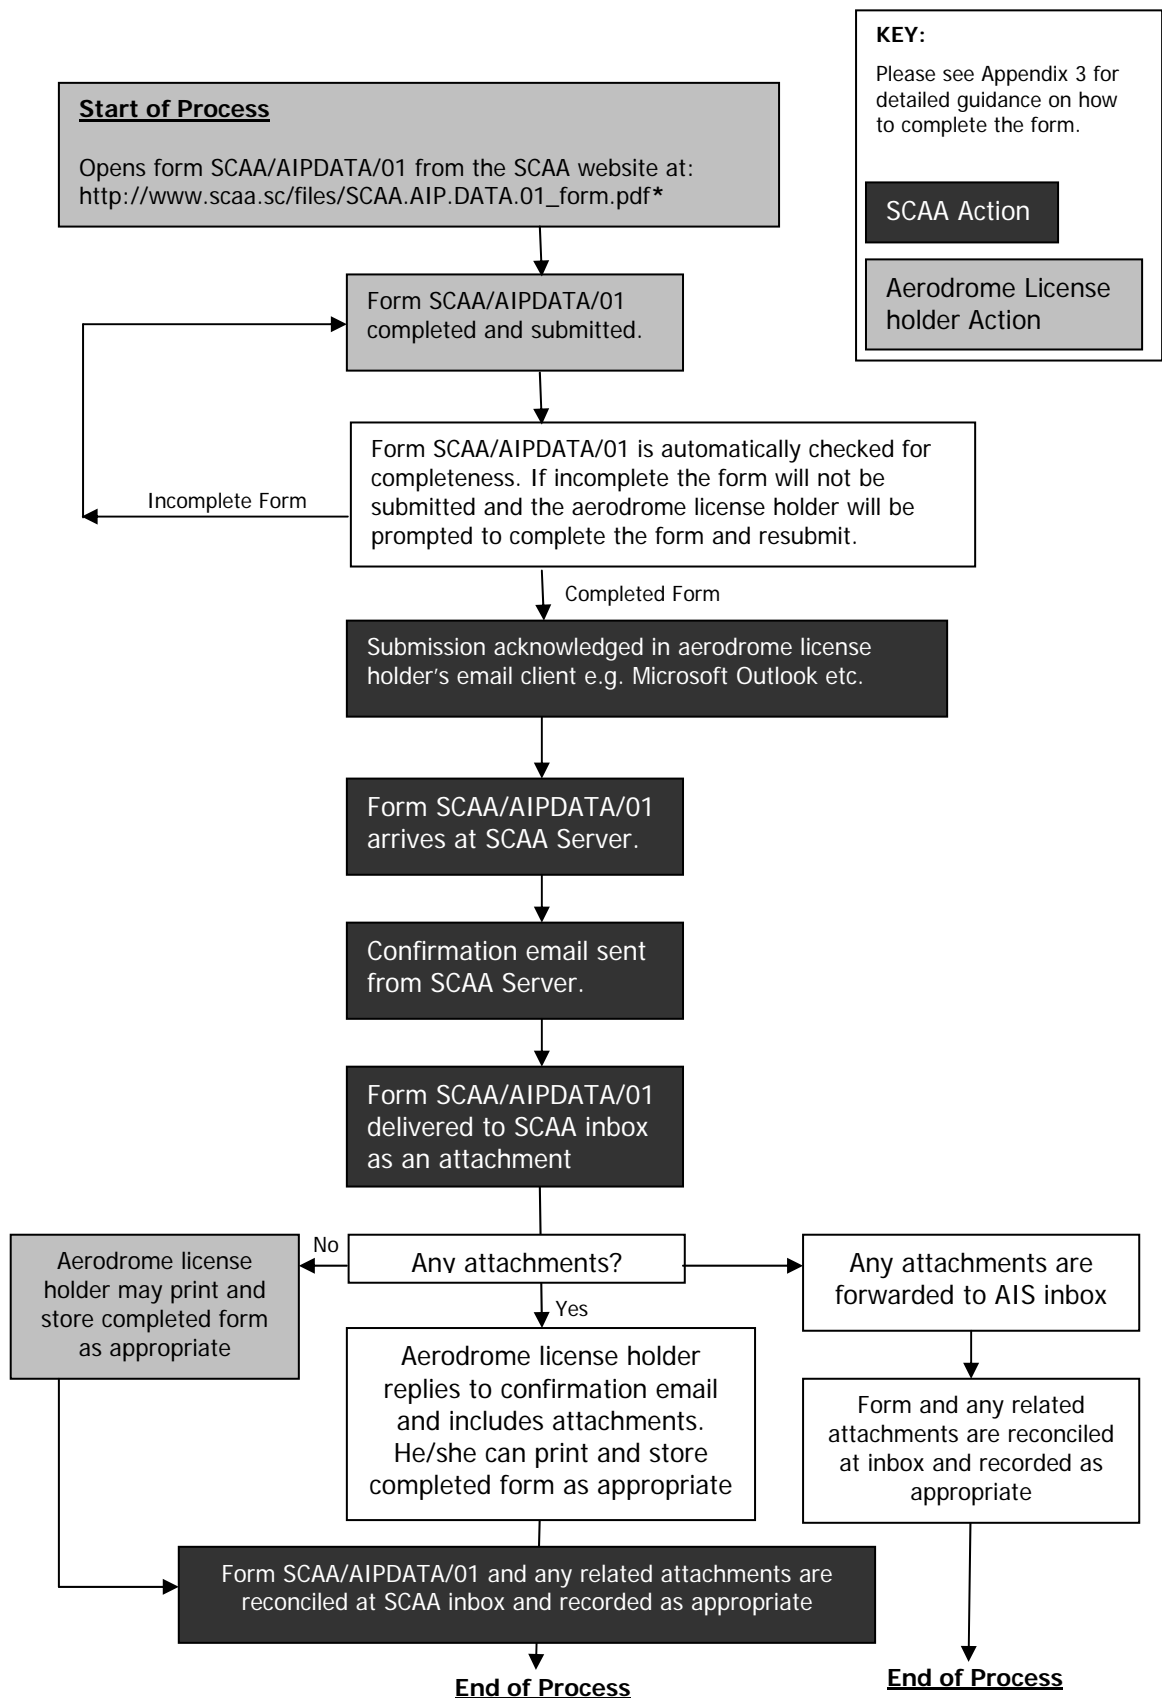 KEY:
Please see Appendix 3 for
detailed guidance on how
to complete the form.
SCAA Action
Aerodrome License
holder Action
Start of Process
Opens form SCAA/AIPDATA/01 from the SCAA website at:
http://www.scaa.sc/files/SCAA.AIP.DATA.01_form.pdf*
Form SCAA/AIPDATA/01
completed and submitted.
Form SCAA/AIPDATA/01 is automatically checked for
completeness. If incomplete the form will not be
submitted and the aerodrome license holder will be
prompted to complete the form and resubmit.
Incomplete Form
Completed Form
Submission acknowledged in aerodrome license
holder's email client e.g. Microsoft Outlook etc.
Form SCAA/AIPDATA/01
arrives at SCAA Server.
Confirmation email sent
from SCAA Server.
Form SCAA/AIPDATA/01
delivered to SCAA inbox
as an attachment
Any attachments?
No
Aerodrome license
holder may print and
store completed form
as appropriate
Yes
Aerodrome license holder
replies to confirmation email
and includes attachments.
He/she can print and store
completed form as appropriate
Any attachments are
forwarded to AIS inbox
Form and any related
attachments are reconciled
at inbox and recorded as
appropriate
Form SCAA/AIPDATA/01 and any related attachments are
reconciled at SCAA inbox and recorded as appropriate
End of Process
End of Process